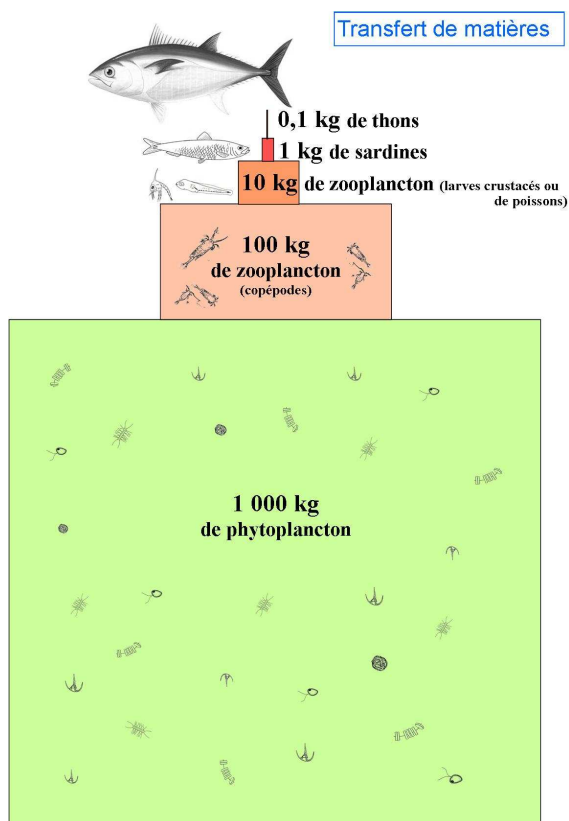 Transfert de matières
0,1 kg de thons
1 kg de sardines
10 kg de zooplancton (larves crustacé ou
de poissons)
100 kg
de zooplancton
(copépodes)
1 000 kg
de phytoplancton